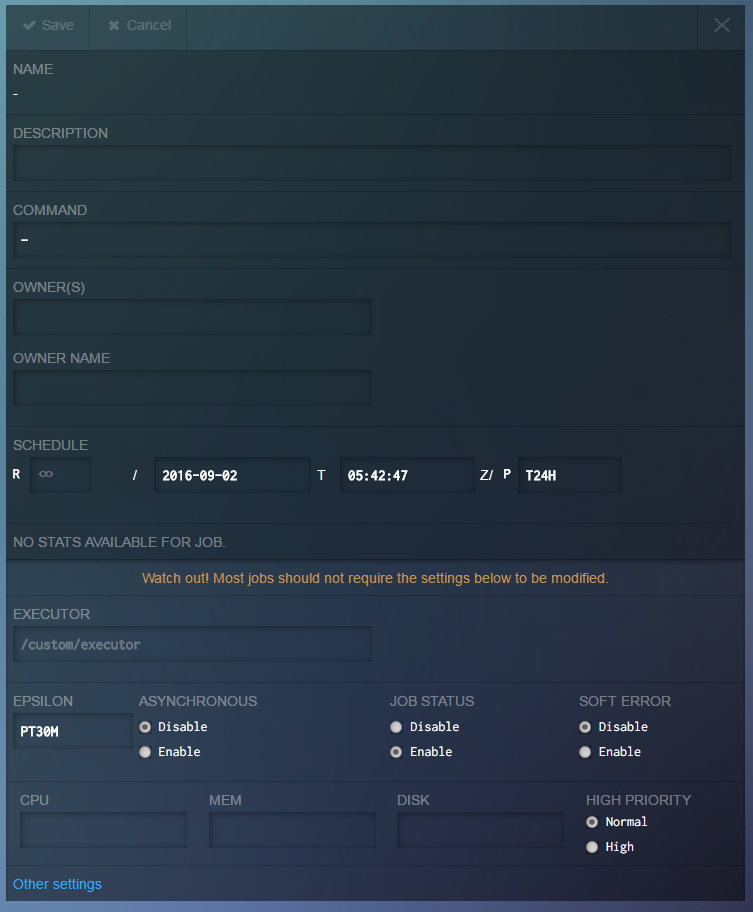 Save Cancel
NAME
-
DESCRIPTION
COMMAND
-
OWNER(S)
OWNER NAME
SCHEDULE
R ∞ / 2016-09-02 T 05:42:47 Z/ P T24H
NO STATS AVAILABLE FOR JOB.
Watch out! Most jobs should not require the settings below to be modified.
EXECUTOR
/custom/executor
EPSILON ASYNCHRONOUS JOB STATUS SOFT ERROR
PT30M Disable Disable Disable
Enable Enable Enable
CPU MEM DISK HIGH PRIORITY
Normal
High
Other settings